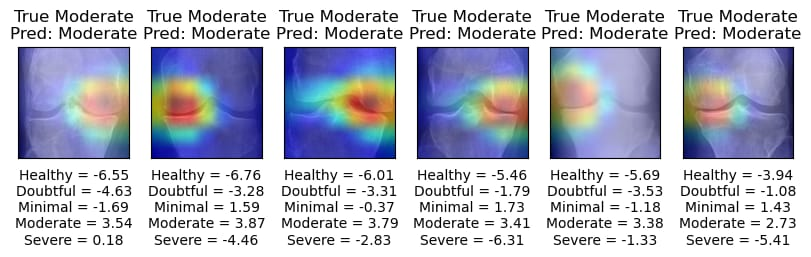 True Moderate True Moderate True Moderate True Moderate True Moderate True Moderate
Pred: Moderate Pred: Moderate Pred: Moderate Pred: Moderate Pred: Moderate Pred: Moderate
Healthy = -6.55 Healthy = -6.76 Healthy = -6.01 Healthy = -5.46 Healthy = -5.69 Healthy = -3.94
Doubtful = -4.63 Doubtful = -3.28 Doubtful = -3.31 Doubtful = -1.79 Doubtful = -3.53 Doubtful = -1.08
Minimal = -1.69 Minimal = 1.59 Minimal = -0.37 Minimal = 1.73 Minimal = -1.18 Minimal = 1.43
Moderate = 3.54 Moderate = 3.87 Moderate = 3.79 Moderate = 3.41 Moderate = 3.38 Moderate = 2.73
Severe = 0.18 Severe = -4.46 Severe = -2.83 Severe = -6.31 Severe = -1.33 Severe = -5.41